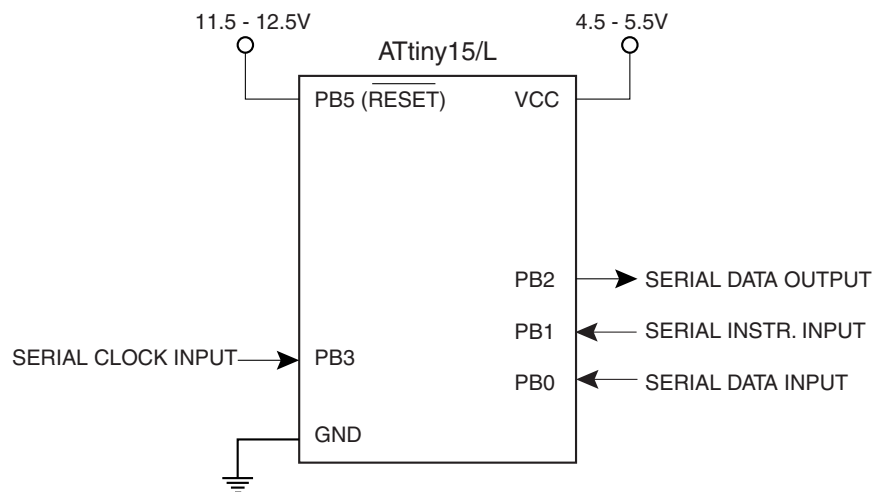 11.5 - 12.5V
4.5 - 5.5V
ATtiny15/L
PB5 (RESET)
VCC
PB2
SERIAL DATA OUTPUT
PB1
SERIAL INSTR. INPUT
SERIAL CLOCK INPUT
PB3
PB0
SERIAL DATA INPUT
GND